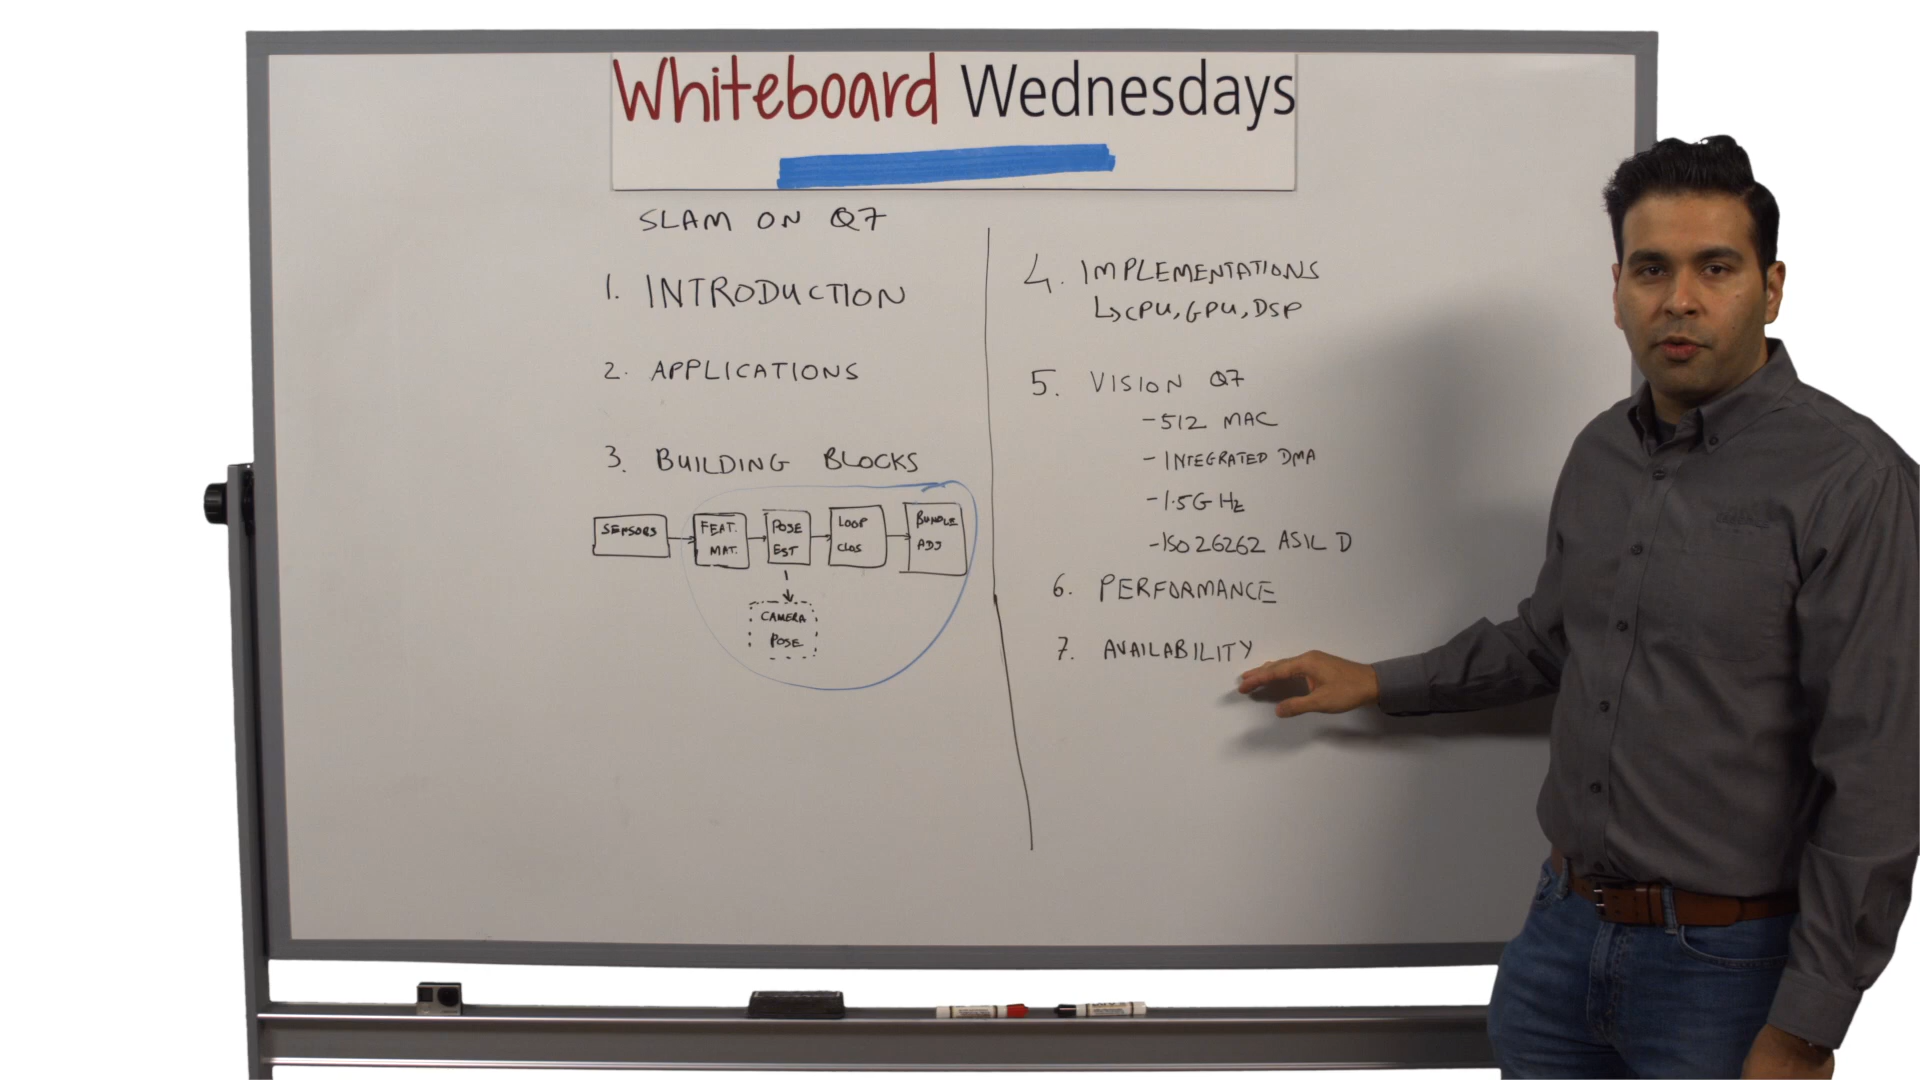 Whiteboard Wednesdays
SLAM ON Q7
1. INTRODUCTION
2. APPLICATIONS
3. BUILDING BLOCKS
SENSORS
FEAT.
MAT.
POSE
EST
LOOP
CLOS
BUNDLE
ADJ
CAMERA
POSE
4. IMPLEMENTATIONS
↳CPU, GPU, DSP
5. VISION Q7
- 512 MAC
- INTEGRATED DMA
- 1.5GHz
- ISO 26262 ASIL D
6. PERFORMANCE
7. AVAILABILITY